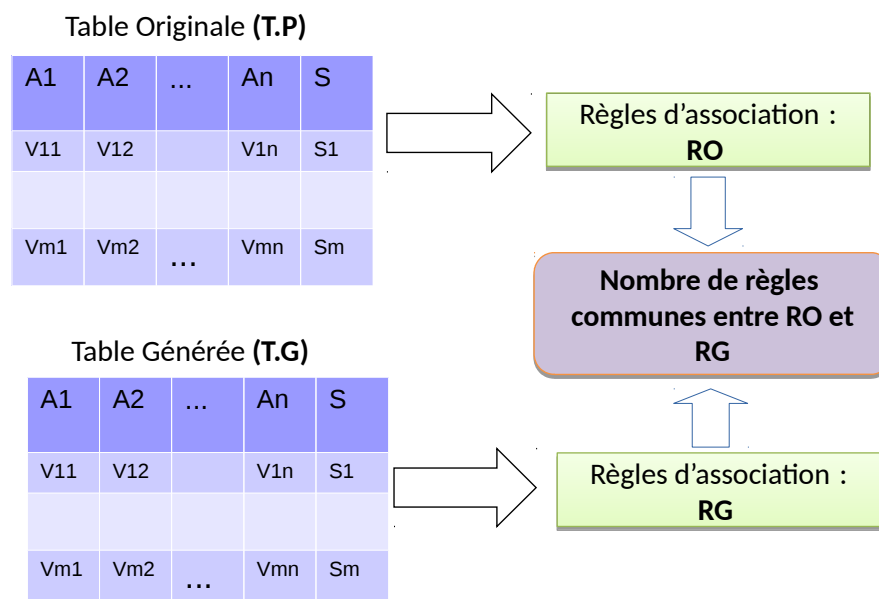 Table Originale (T.P)
A1 A2 ... An S
V11 V12 V1n S1
Vm1 Vm2 ... Vmn Sm
Règles d'association :
RO
Nombre de règles
communes entre RO et
RG
Table Générée (T.G)
A1 A2 ... An S
V11 V12 V1n S1
Vm1 Vm2 ... Vmn Sm
Règles d'association :
RG